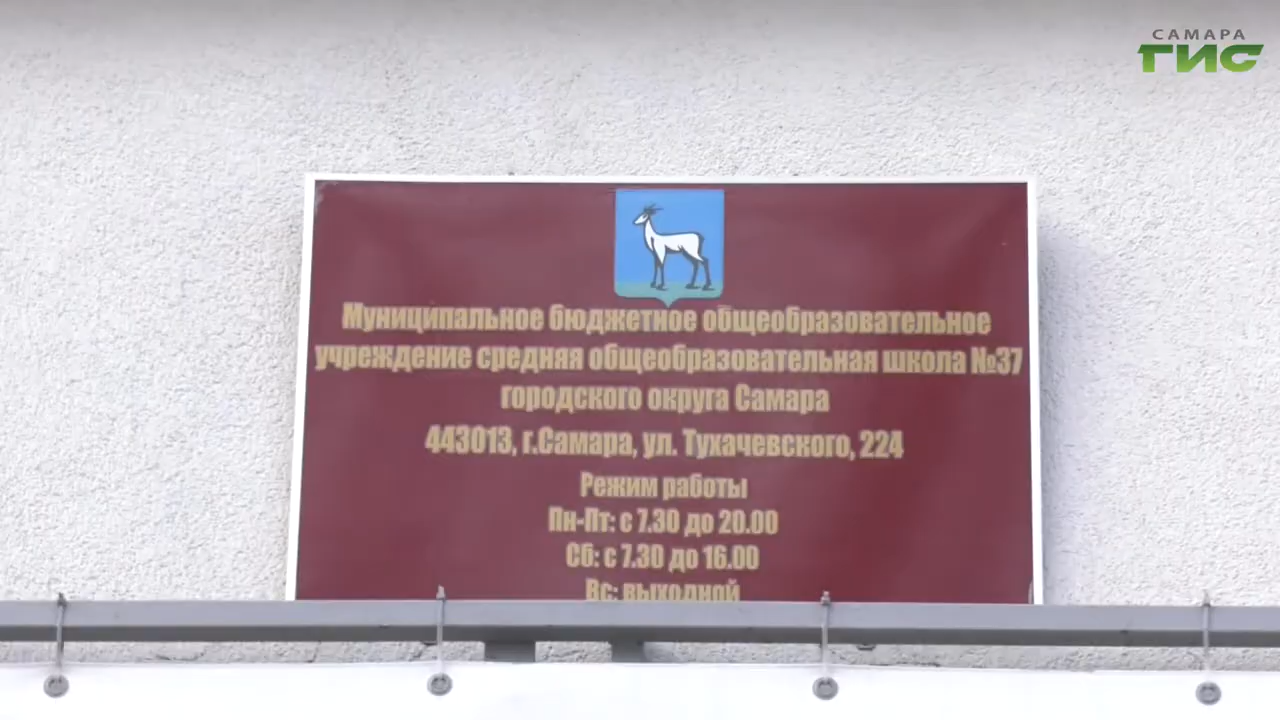 САМАРА
ГИС
Муниципальное бюджетное общеобразовательное
учреждение средняя общеобразовательная школа №37
городского округа Самара
443013, г.Самара, ул. Тухачевского, 224
Режим работы
Пн-Пт: с 7.30 до 20.00
Сб: с 7.30 до 16.00
Вс: выходной